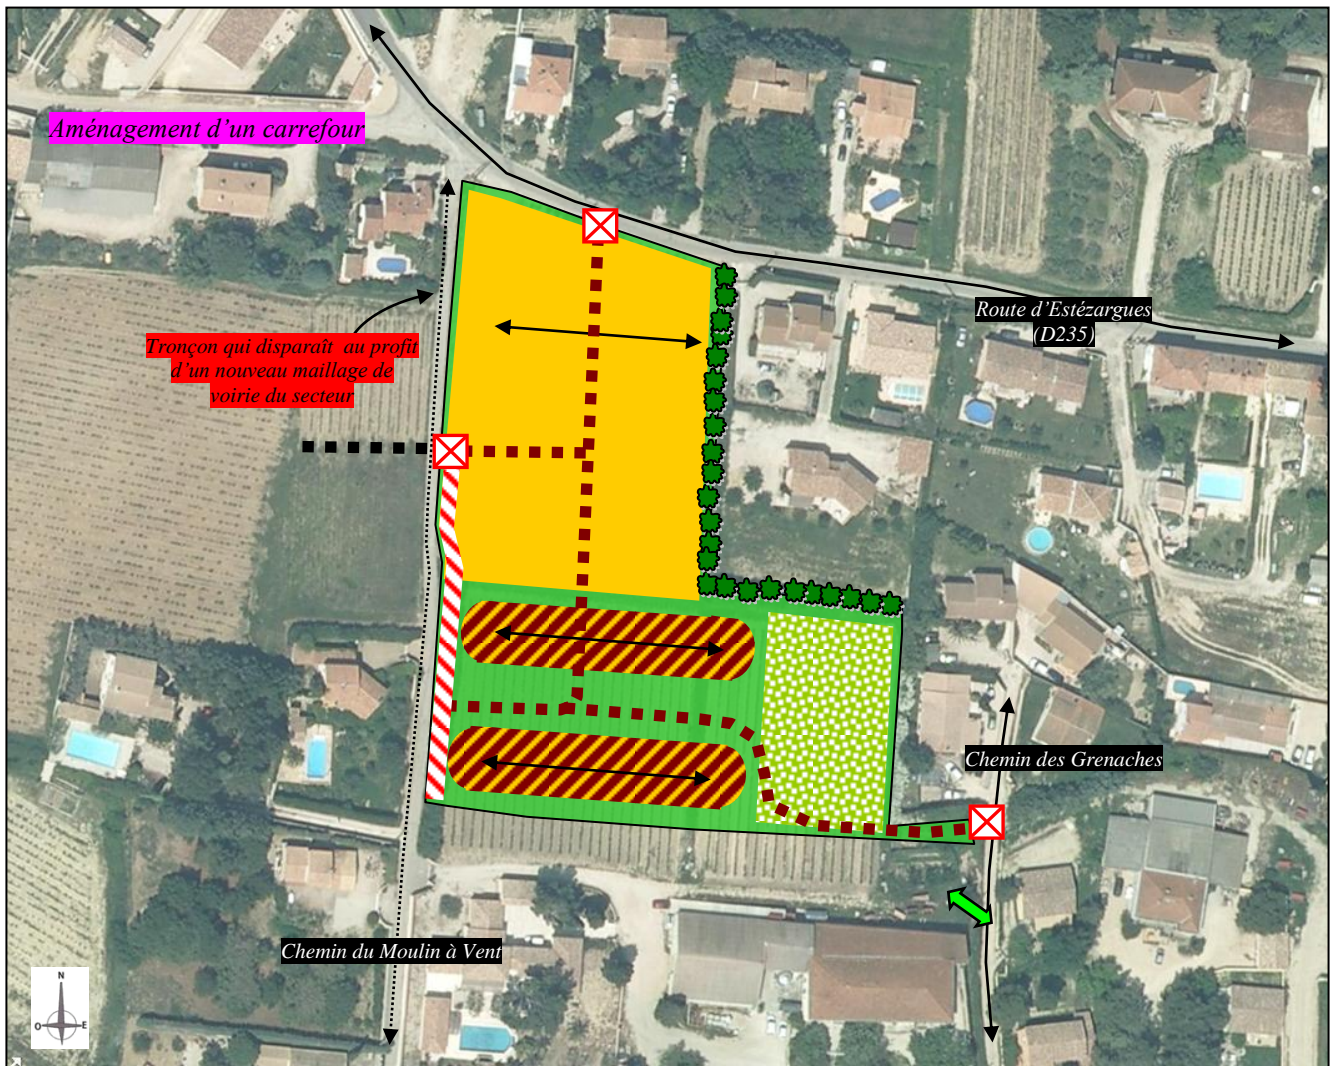 Aménagement d'un carrefour
Route d'Estézargues
(D235)
Tronçon qui disparaît au profit
d'un nouveau maillage de
voirie du secteur
Chemin des Grenaches
Chemin du Moulin à Vent
N
O E